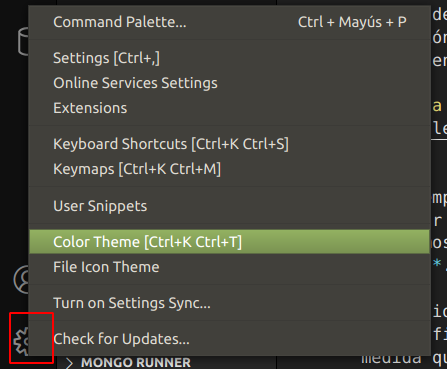 Command Palette... Ctrl + Mayús + P
Settings [Ctrl+,]
Online Services Settings
Extensions
Keyboard Shortcuts [Ctrl+K Ctrl+S]
Keymaps [Ctrl+K Ctrl+M]
User Snippets
Color Theme [Ctrl+K Ctrl+T]
File Icon Theme
Turn on Settings Sync...
Check for Updates...
MONGO RUNNER